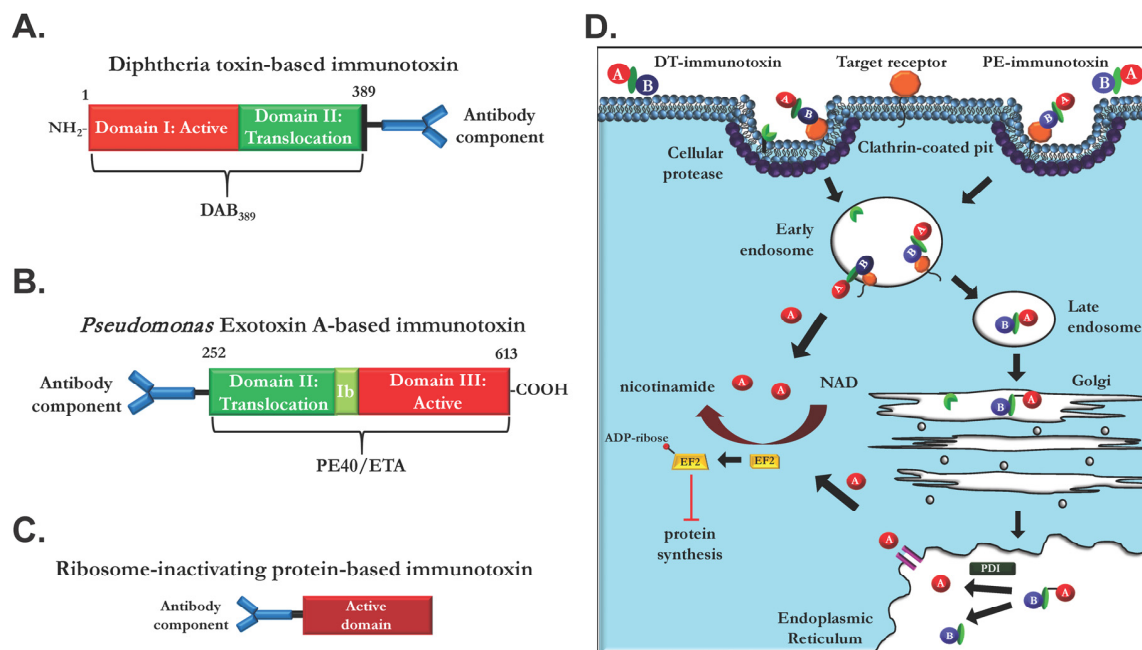 A.
Diphtheria toxin-based immunotoxin
1
389
NH₂-
Domain I: Active
Domain II:
Translocation
Antibody
component
DAB₃₈₉
B.
Pseudomonas Exotoxin A-based immunotoxin
252
613
Antibody
component
Domain II:
Translocation
Ib
Domain III:
Active
-COOH
PE40/ETA
C.
Ribosome-inactivating protein-based immunotoxin
Antibody
component
Active
domain
D.
DT-immunotoxin
Target receptor
PE-immunotoxin
A
B
B
A
A
B
A
B
Cellular
protease
Clathrin-coated pit
Early
endosome
A
B
B
A
A
Late
endosome
B
A
nicotinamide
A
A
NAD
Golgi
B
A
ADP-ribose
EF2
EF2
A
protein
synthesis
A
PDI
A
B
A
Endoplasmic
Reticulum
B